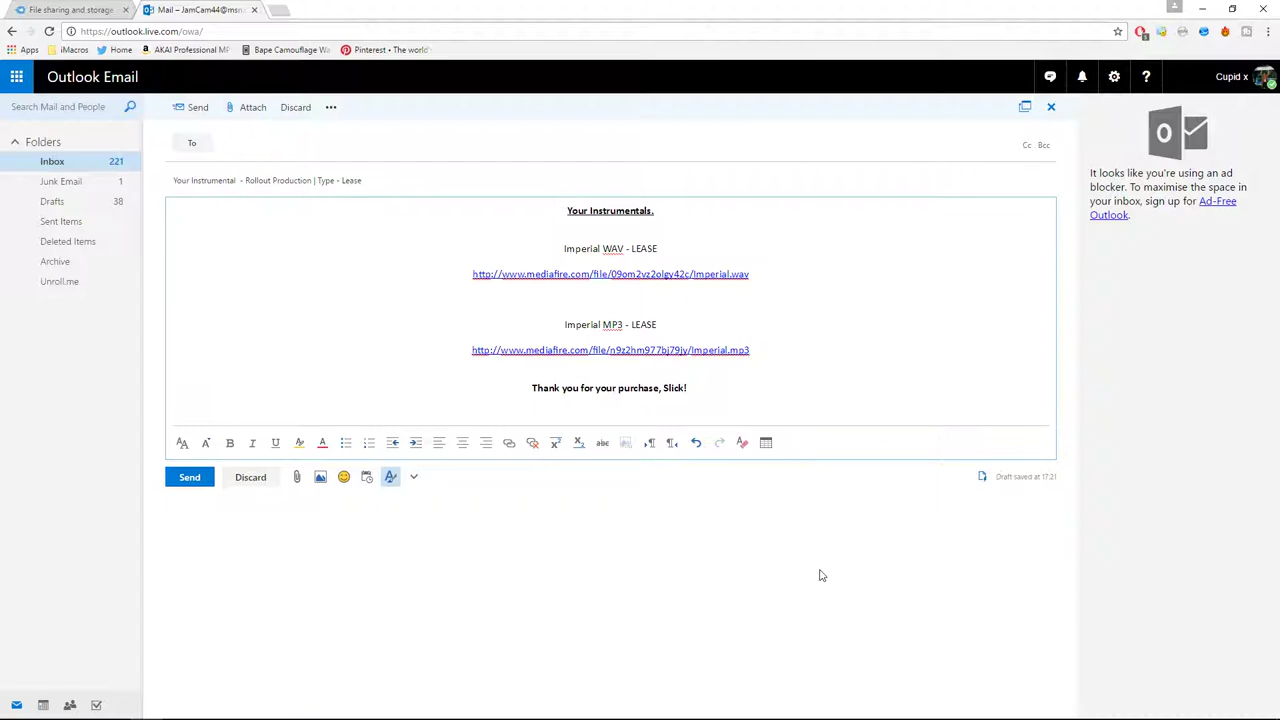 File sharing and storage
Mail – JamCam44@msn
https://outlook.live.com/owa/
Apps
iMacros
Home
AKAI Professional MP
Bape Camouflage Wa
Pinterest • The world'
Outlook Email
Cupid x
Search Mail and People
Send
Attach
Discard
Folders
Inbox 221
Junk Email 1
Drafts 38
Sent Items
Deleted Items
Archive
Unroll.me
To
Cc Bcc
Your Instrumental - Rollout Production | Type - Lease
Your Instrumentals.
Imperial WAV - LEASE
http://www.mediafire.com/file/09om2vz2olgy42c/Imperial.wav
Imperial MP3 - LEASE
http://www.mediafire.com/file/n9z2hm977bj79jy/Imperial.mp3
Thank you for your purchase, Slick!
Send
Discard
Draft saved at 17:21
It looks like you're using an ad
blocker. To maximise the space in
your inbox, sign up for Ad-Free
Outlook.